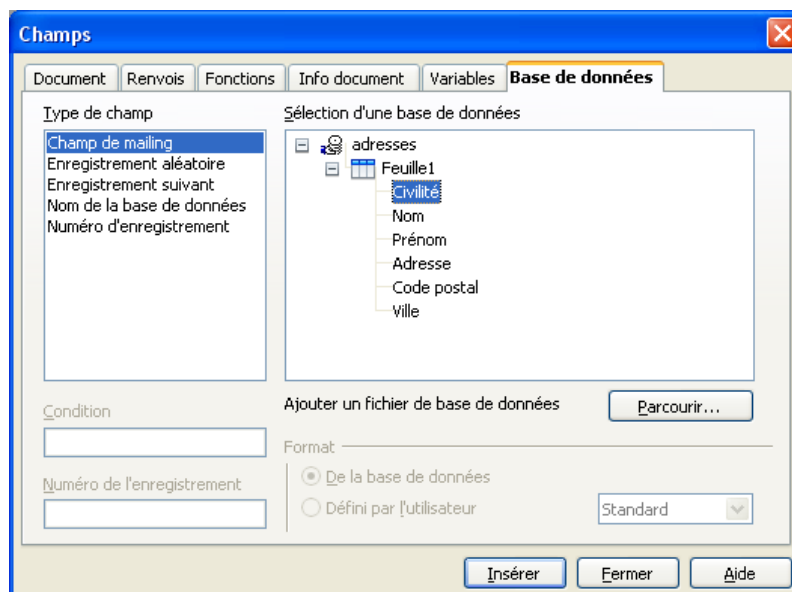 Champs
Document Renvois Fonctions Info document Variables Base de données
Type de champ
Champ de mailing
Enregistrement aléatoire
Enregistrement suivant
Nom de la base de données
Numéro d'enregistrement
Sélection d'une base de données
adresses
Feuille1
Civilité
Nom
Prénom
Adresse
Code postal
Ville
Condition
Numéro de l'enregistrement
Ajouter un fichier de base de données
Parcourir...
Format
De la base de données
Défini par l'utilisateur
Standard
Insérer Fermer Aide